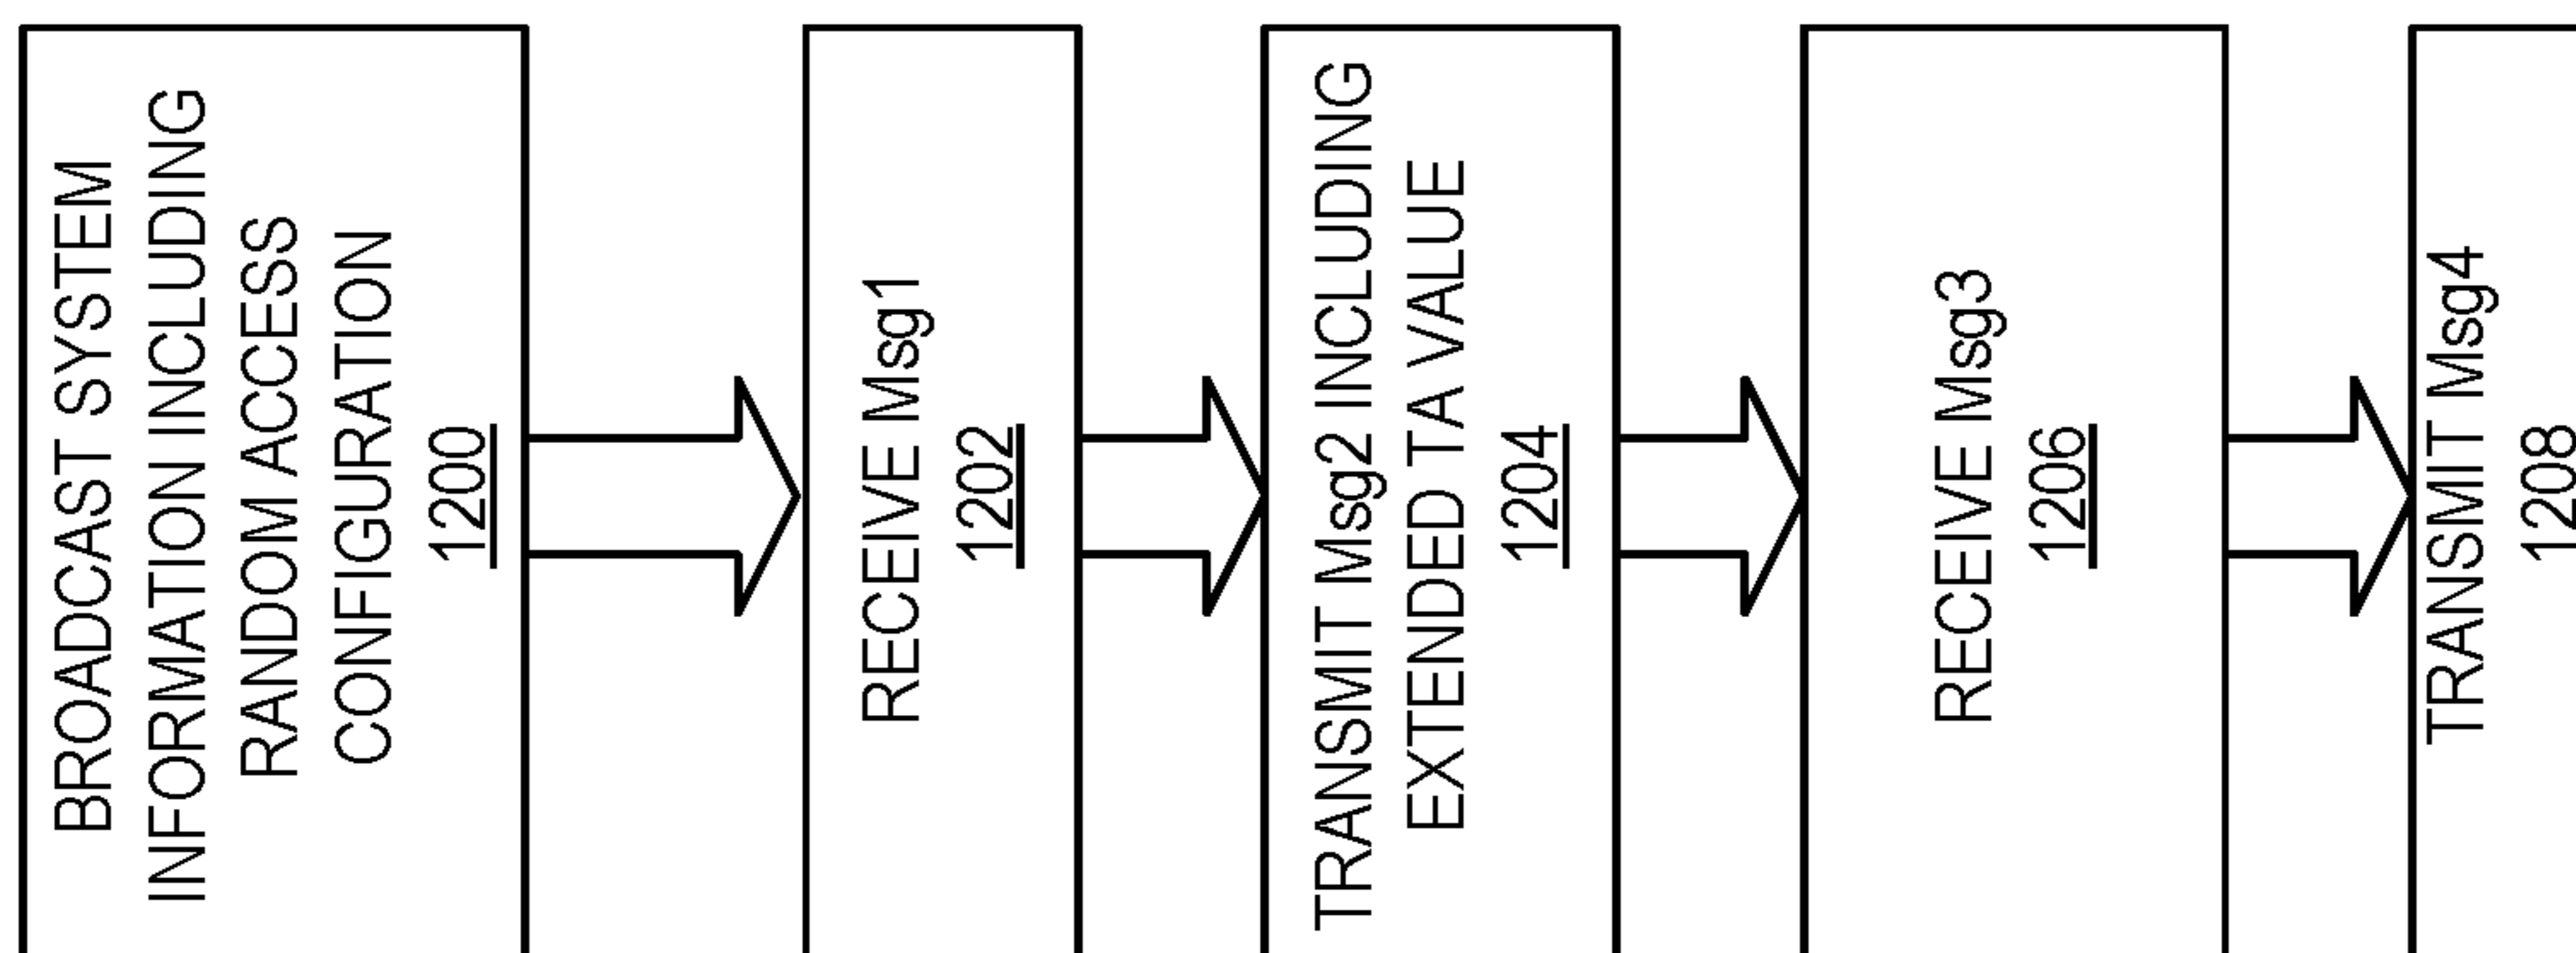 BROADCAST SYSTEM
INFORMATION INCLUDING
RANDOM ACCESS
CONFIGURATION
1200
RECEIVE Msg1
1202
TRANSMIT Msg2 INCLUDING
EXTENDED TA VALUE
1204
RECEIVE Msg3
1206
TRANSMIT Msg4
1208